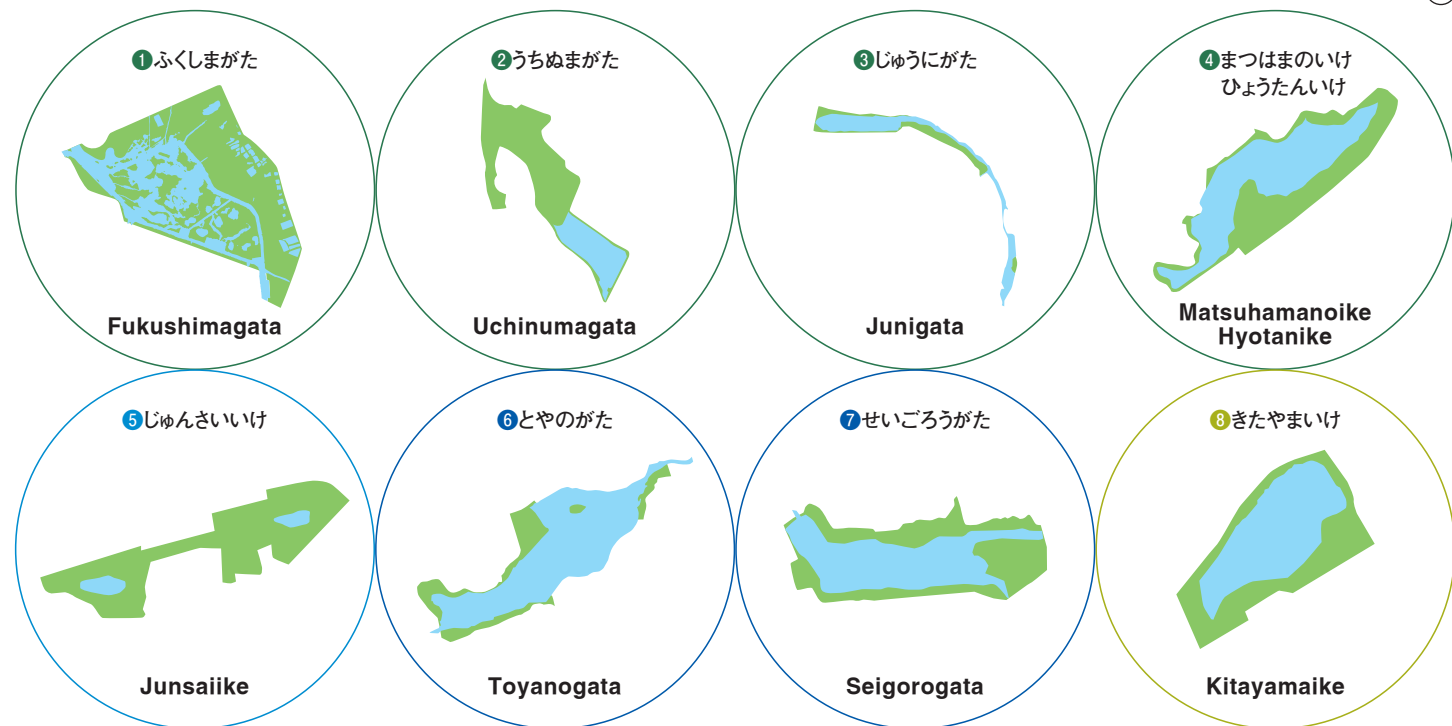 ❶ふくしまがた
Fukushimagata
❷うちぬまがた
Uchinumagata
❸じゅうにがた
Junigata
❹まつはまのいけ
ひょうたんいけ
Matsuhamanoike
Hyotanike
❺じゅんさいいけ
Junsaiike
❻とやのがた
Toyanogata
❼せいごろうがた
Seigorogata
❽きたやまいけ
Kitayamaike